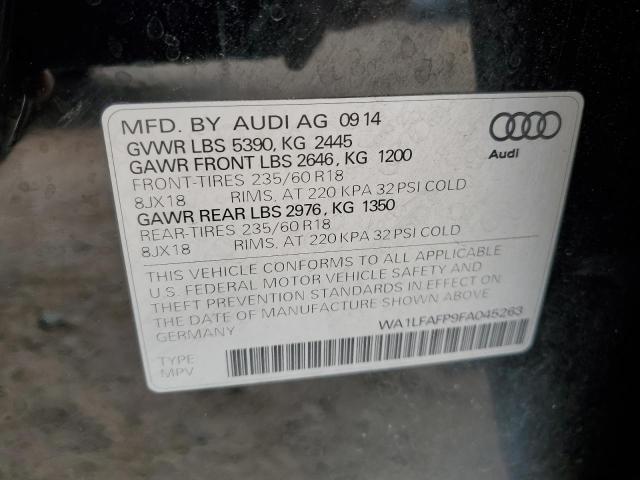 MFD. BY AUDI AG 09 14
GVWR LBS 5390, KG 2445
GAWR FRONT LBS 2646, KG 1200
FRONT-TIRES 235/60 R18
8JX18 RIMS, AT 220 KPA 32 PSI COLD
GAWR REAR LBS 2976, KG 1350
REAR-TIRES 235/60 R18
8JX18 RIMS, AT 220 KPA 32 PSI COLD
THIS VEHICLE CONFORMS TO ALL APPLICABLE
U.S. FEDERAL MOTOR VEHICLE SAFETY AND
THEFT PREVENTION STANDARDS IN EFFECT ON
THE DATE OF MANUFACTURE SHOWN ABOVE.
GERMANY
WA1LFAFP9FA045263
TYPE
MPV
Audi